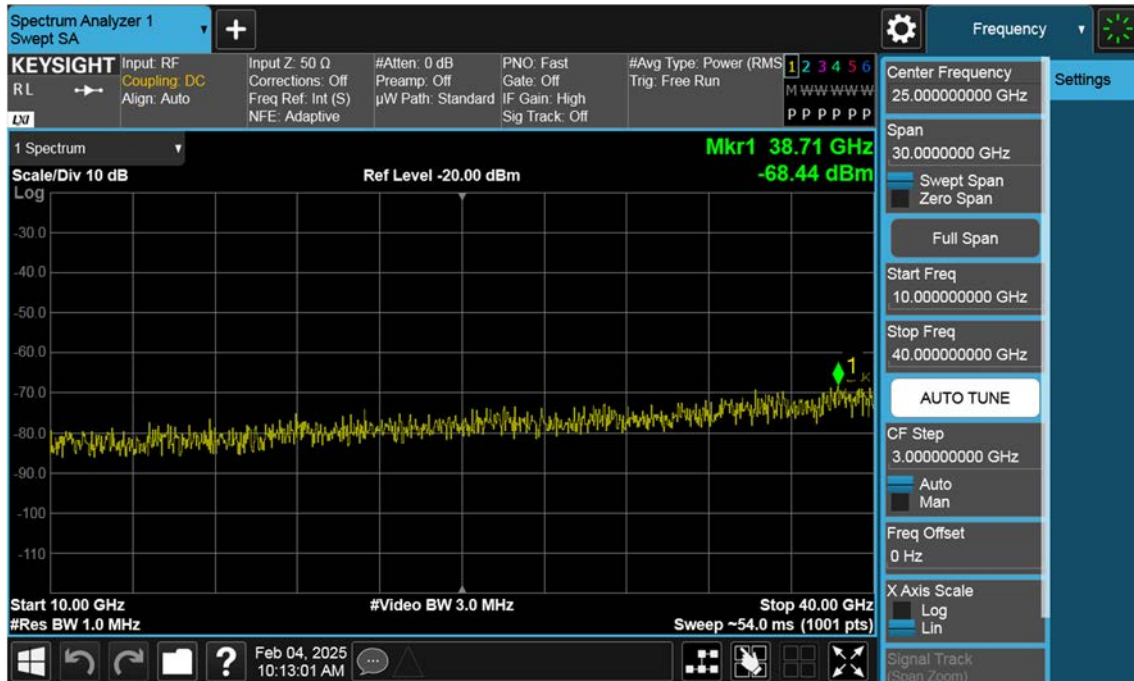 Spectrum Analyzer 1
Swept SA
Frequency
KEYSIGHT
RL
LXI
Input: RF
Coupling: DC
Align: Auto
Input Z: 50 Ω
Corrections: Off
Freq Ref: Int (S)
NFE: Adaptive
#Atten: 0 dB
Preamp: Off
µW Path: Standard
PNO: Fast
Gate: Off
IF Gain: High
Sig Track: Off
#Avg Type: Power (RMS
Trig: Free Run
1 2 3 4 5 6
M W W W W W
P P P P P P
1 Spectrum
Mkr1 38.71 GHz
-68.44 dBm
Scale/Div 10 dB
Ref Level -20.00 dBm
Log
-30.0
-40.0
-50.0
-60.0
-70.0
-80.0
-90.0
-100
-110
1
Start 10.00 GHz
#Video BW 3.0 MHz
Stop 40.00 GHz
#Res BW 1.0 MHz
Sweep ~54.0 ms (1001 pts)
Center Frequency
25.000000000 GHz
Span
30.0000000 GHz
Swept Span
Zero Span
Full Span
Start Freq
10.000000000 GHz
Stop Freq
40.000000000 GHz
AUTO TUNE
CF Step
3.000000000 GHz
Auto
Man
Freq Offset
0 Hz
X Axis Scale
Log
Lin
Signal Track
(Span Zoom)
Settings
?
Feb 04, 2025
10:13:01 AM